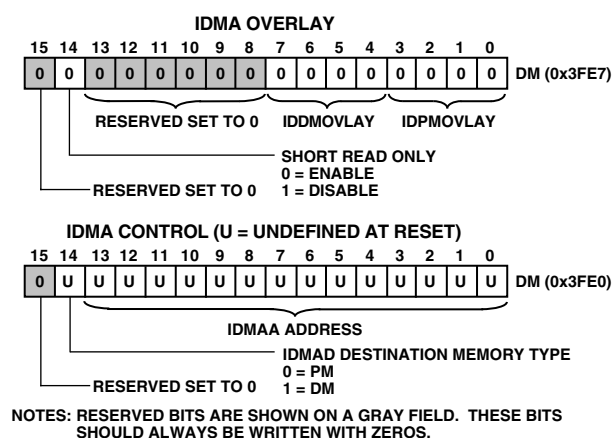 IDMA OVERLAY
15 14 13 12 11 10 9 8 7 6 5 4 3 2 1 0
0 0 0 0 0 0 0 0 0 0 0 0 0 0 0 0 DM (0x3FE7)
RESERVED SET TO 0 IDDMOVLAY IDPMOVLAY
SHORT READ ONLY
0 = ENABLE
RESERVED SET TO 0 1 = DISABLE
IDMA CONTROL (U = UNDEFINED AT RESET)
15 14 13 12 11 10 9 8 7 6 5 4 3 2 1 0
0 U U U U U U U U U U U U U U U DM (0x3FE0)
IDMAA ADDRESS
IDMAD DESTINATION MEMORY TYPE
0 = PM
RESERVED SET TO 0 1 = DM
NOTES: RESERVED BITS ARE SHOWN ON A GRAY FIELD. THESE BITS
SHOULD ALWAYS BE WRITTEN WITH ZEROS.